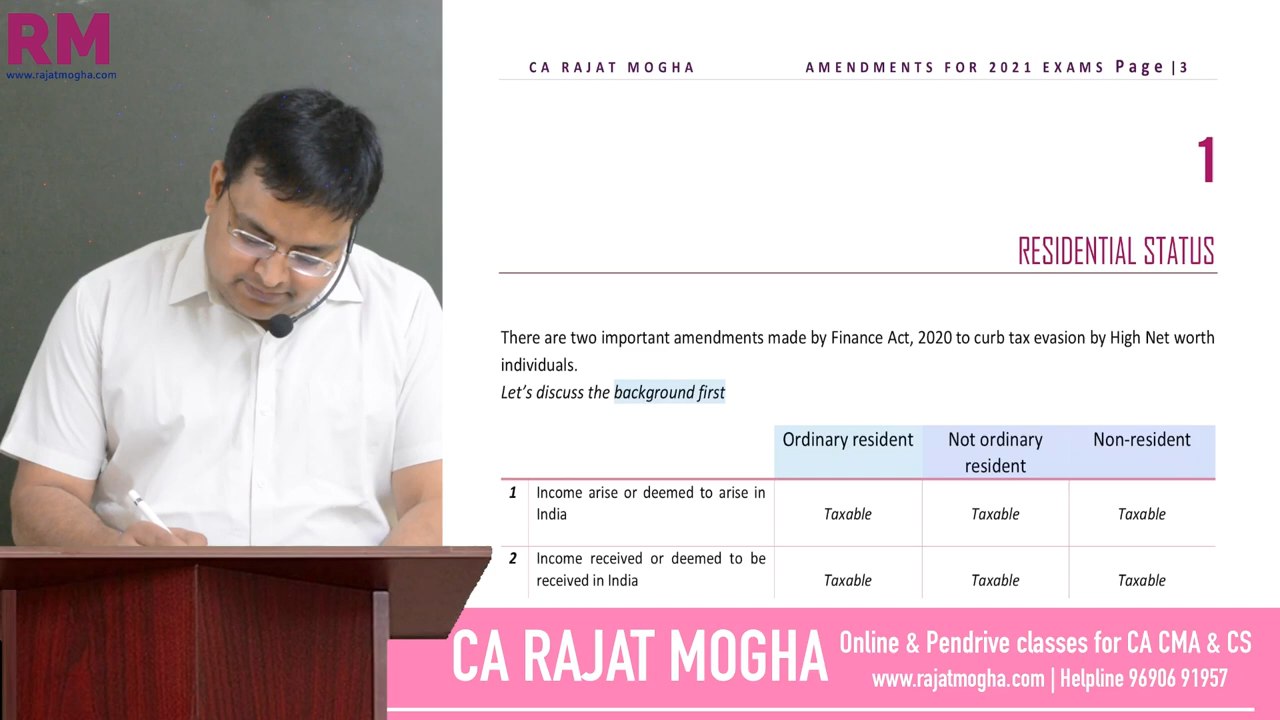 RM
www.rajatmogha.com
CA RAJAT MOGHA AMENDMENTS FOR 2021 EXAMS Page |3
1
RESIDENTIAL STATUS
There are two important amendments made by Finance Act, 2020 to curb tax evasion by High Net worth
individuals.
Let’s discuss the background first
Ordinary resident Not ordinary Non-resident
resident
1 Income arise or deemed to arise in
India Taxable Taxable Taxable
2 Income received or deemed to be
received in India Taxable Taxable Taxable
CA RAJAT MOGHA
Online & Pendrive classes for CA CMA & CS
www.rajatmogha.com | Helpline 96906 91957